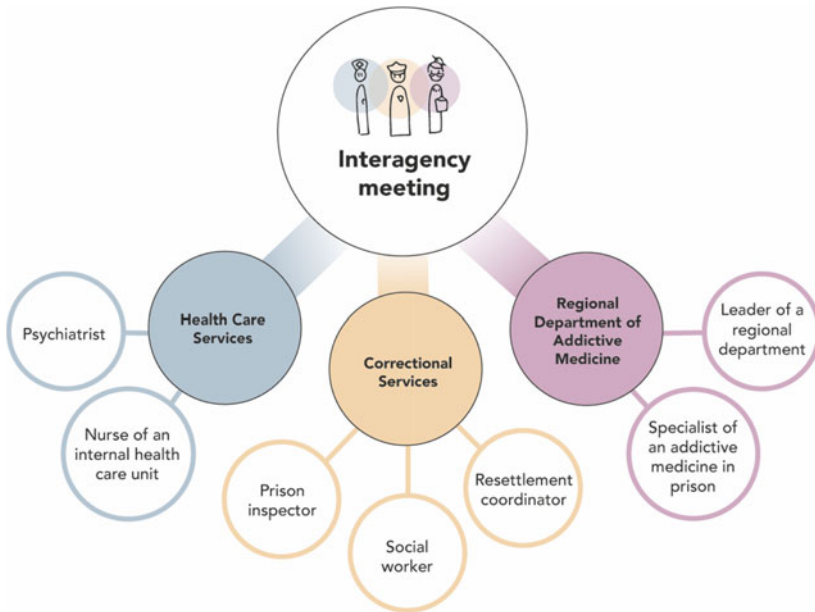 Interagency
meeting
Health Care
Services
Psychiatrist
Nurse of an
internal health
care unit
Correctional
Services
Prison
inspector
Social
worker
Resettlement
coordinator
Regional
Department of
Addictive
Medicine
Leader of a
regional
department
Specialist of
an addictive
medicine in
prison